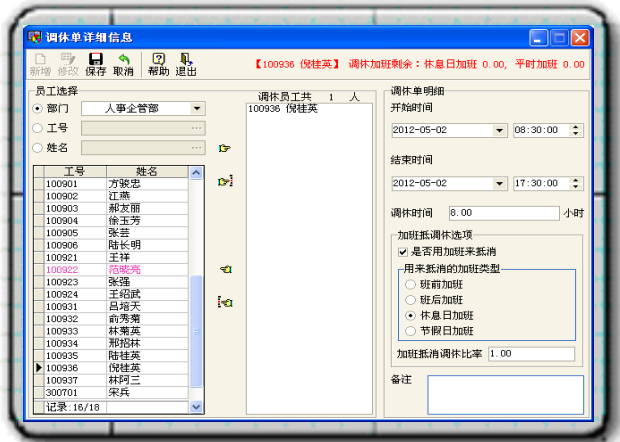 调休单详细信息
新增 修改 保存 取消 帮助 退出
【100936 倪桂英】 调休加班剩余：休息日加班 0.00, 平时加班 0.00
员工选择
部门 人事企管部
工号
姓名
工号 姓名
100901 方骏忠
100902 江燕
100903 郝友丽
100904 徐玉芳
100905 张芸
100906 陆长明
100921 王祥
100922 范晓亮
100923 张强
100924 王绍武
100931 吕培天
100932 俞秀菊
100933 林菊英
100934 邢招林
100935 陆桂英
100936 倪桂英
100937 林阿三
300701 宋兵
记录:16/18
调休员工共 1 人
100936 倪桂英
调休单明细
开始时间
2012-05-02 08:30:00
结束时间
2012-05-02 17:30:00
调休时间 8.00 小时
加班抵调休选项
是否用加班来抵消
用来抵消的加班类型
班前加班
班后加班
休息日加班
节假日加班
加班抵消调休比率 1.00
备注